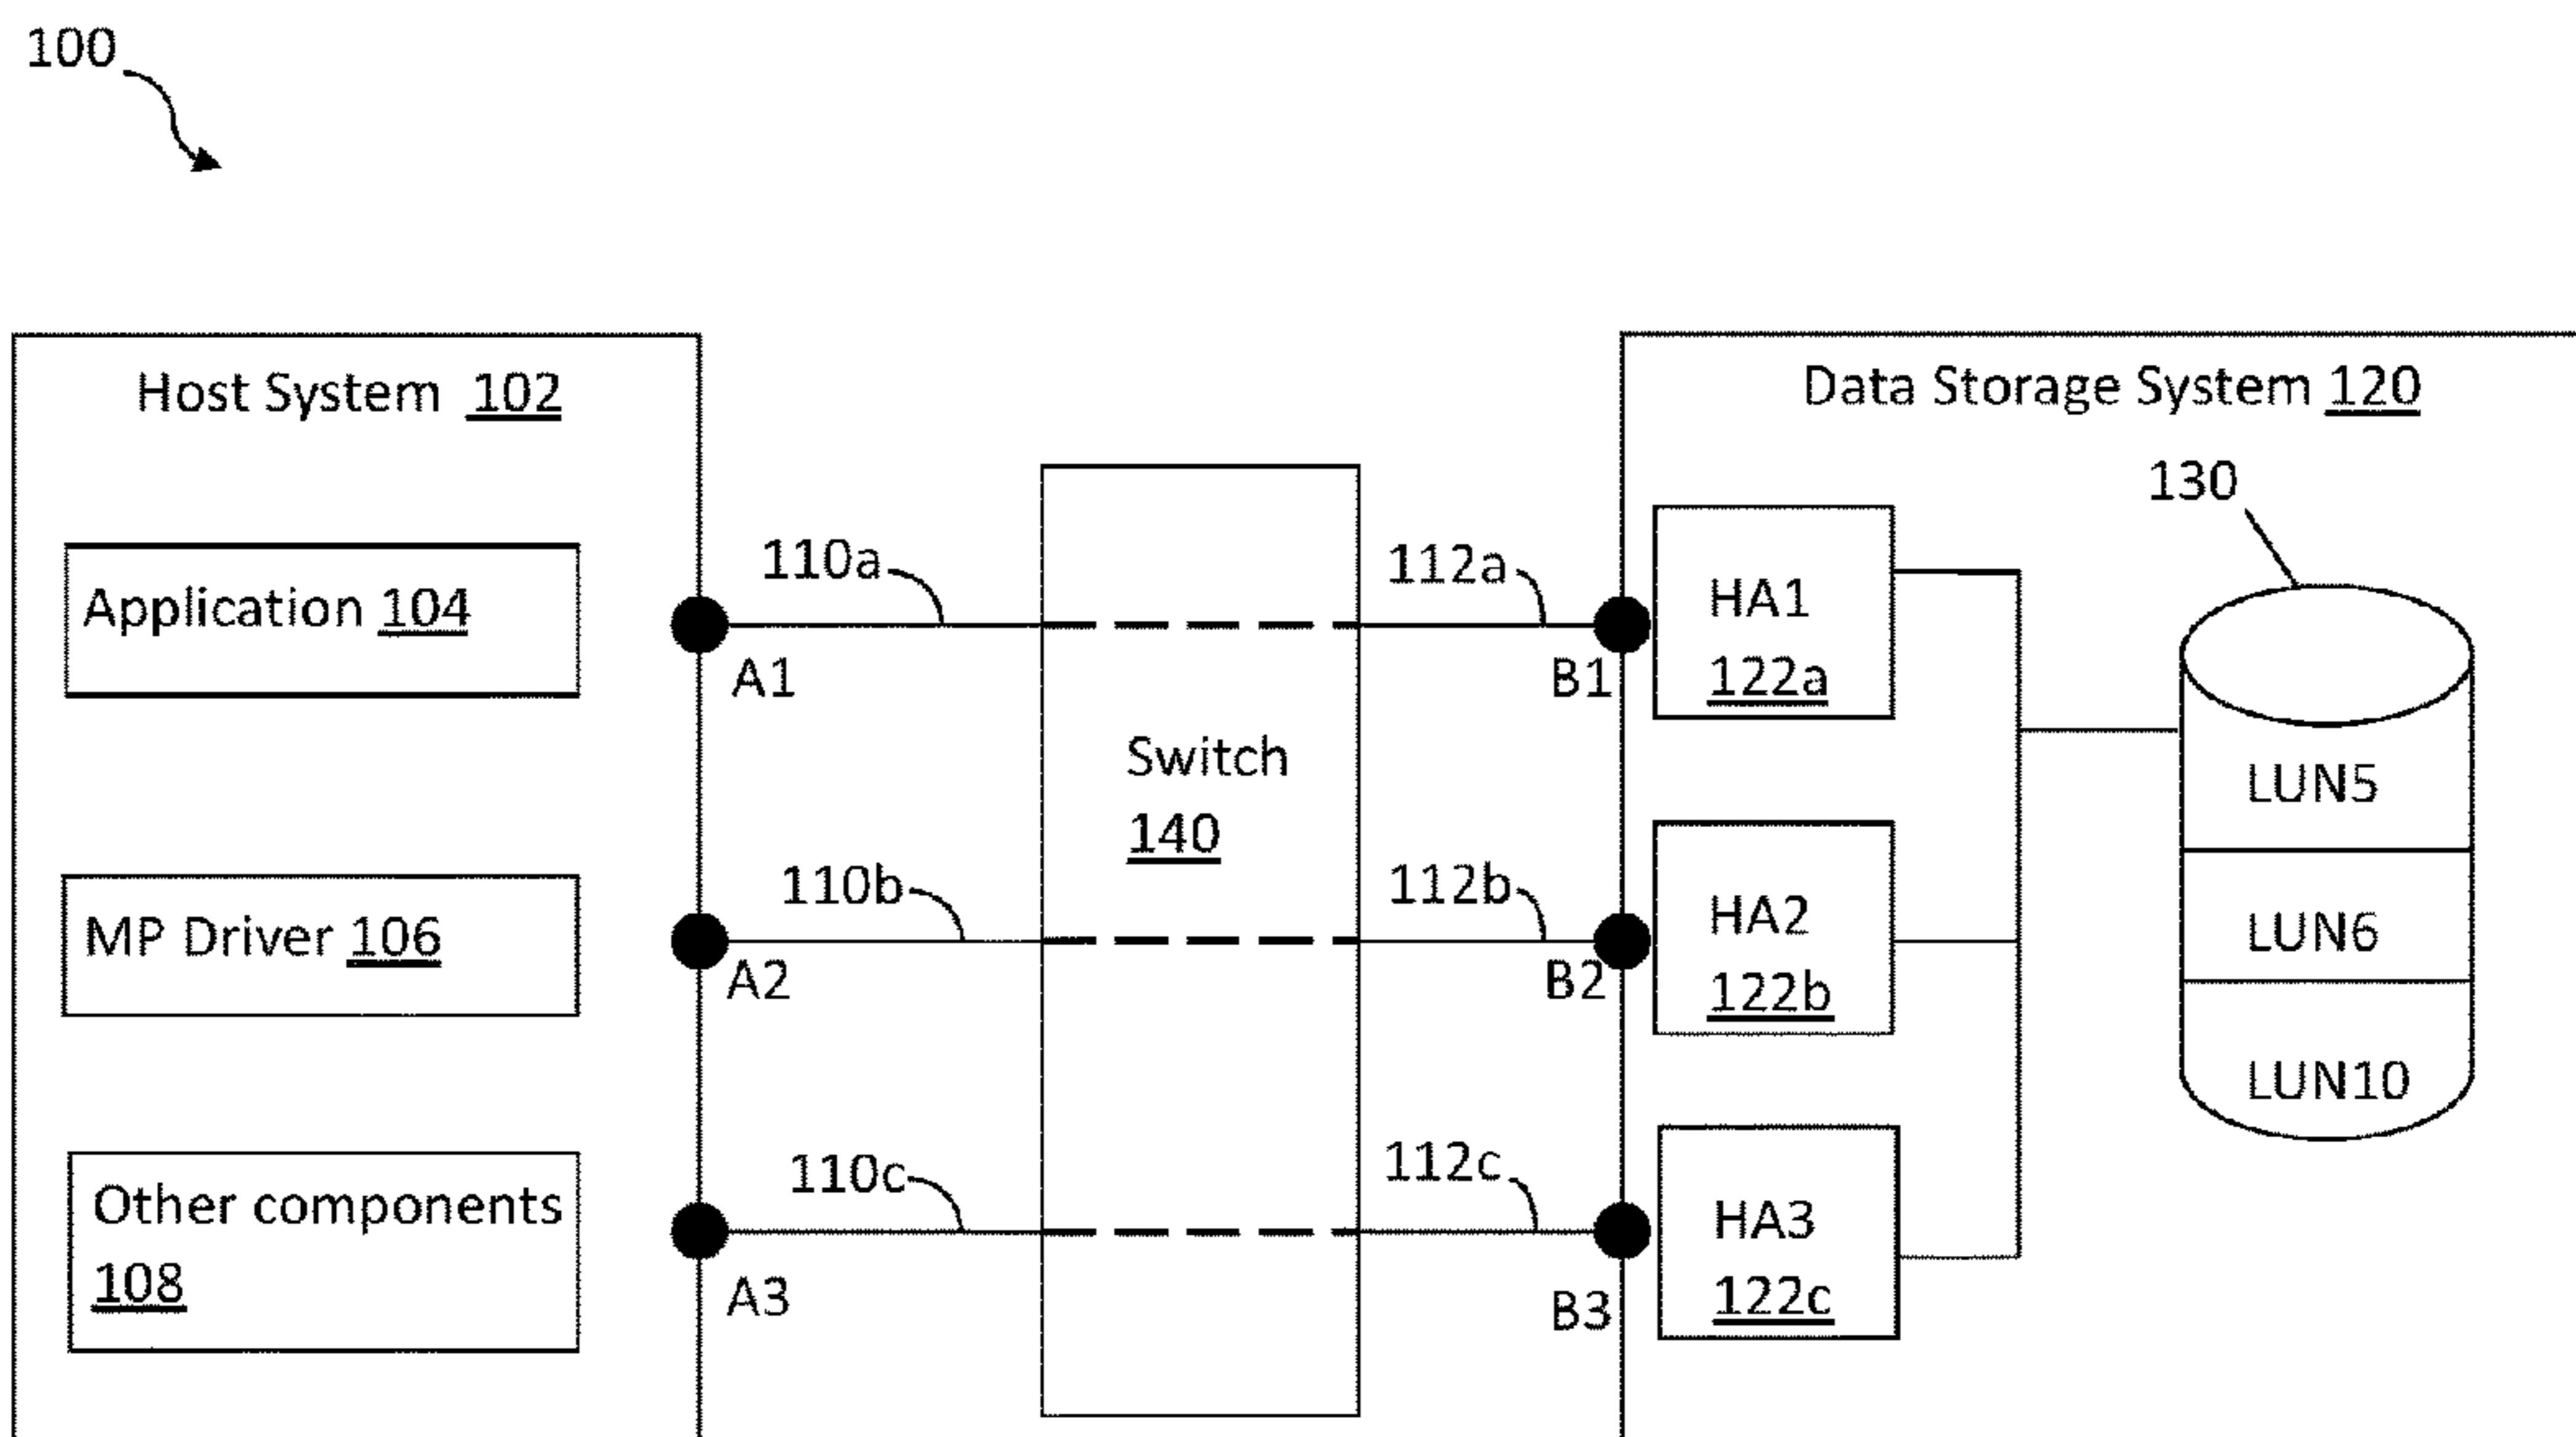 100
Host System 102
Data Storage System 120
130
Application 104
110a
112a
HA1
122a
A1
B1
Switch
140
LUN5
MP Driver 106
110b
112b
HA2
122b
A2
B2
LUN6
LUN10
Other components
108
110c
112c
HA3
122c
A3
B3